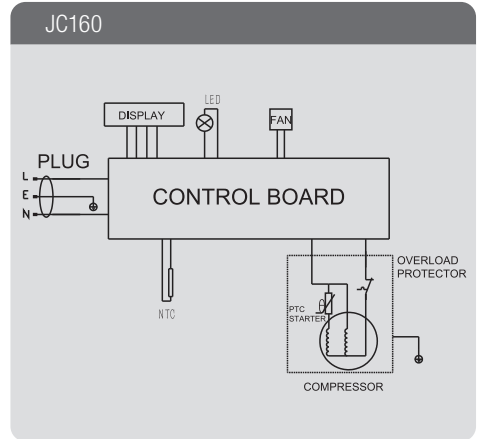 JC160
LED
DISPLAY
FAN
PLUG
L
E
N
CONTROL BOARD
NTC
OVERLOAD
PROTECTOR
PTC
STARTER
COMPRESSOR